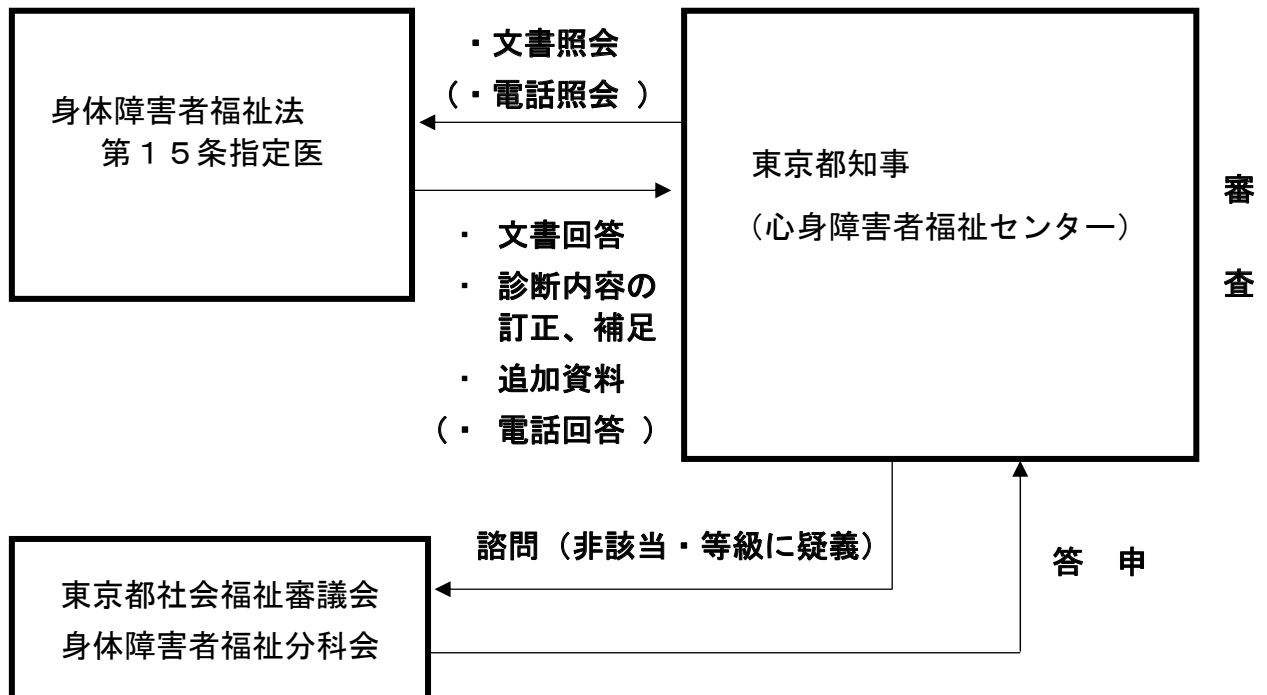 ・文書照会
（・電話照会 ）
身体障害者福祉法
第１５条指定医
東京都知事
（心身障害者福祉センター）
審
査
・ 文書回答
・ 診断内容の
訂正、補足
・ 追加資料
（・ 電話回答 ）
諮問（非該当・等級に疑義）
答 申
東京都社会福祉審議会
身体障害者福祉分科会